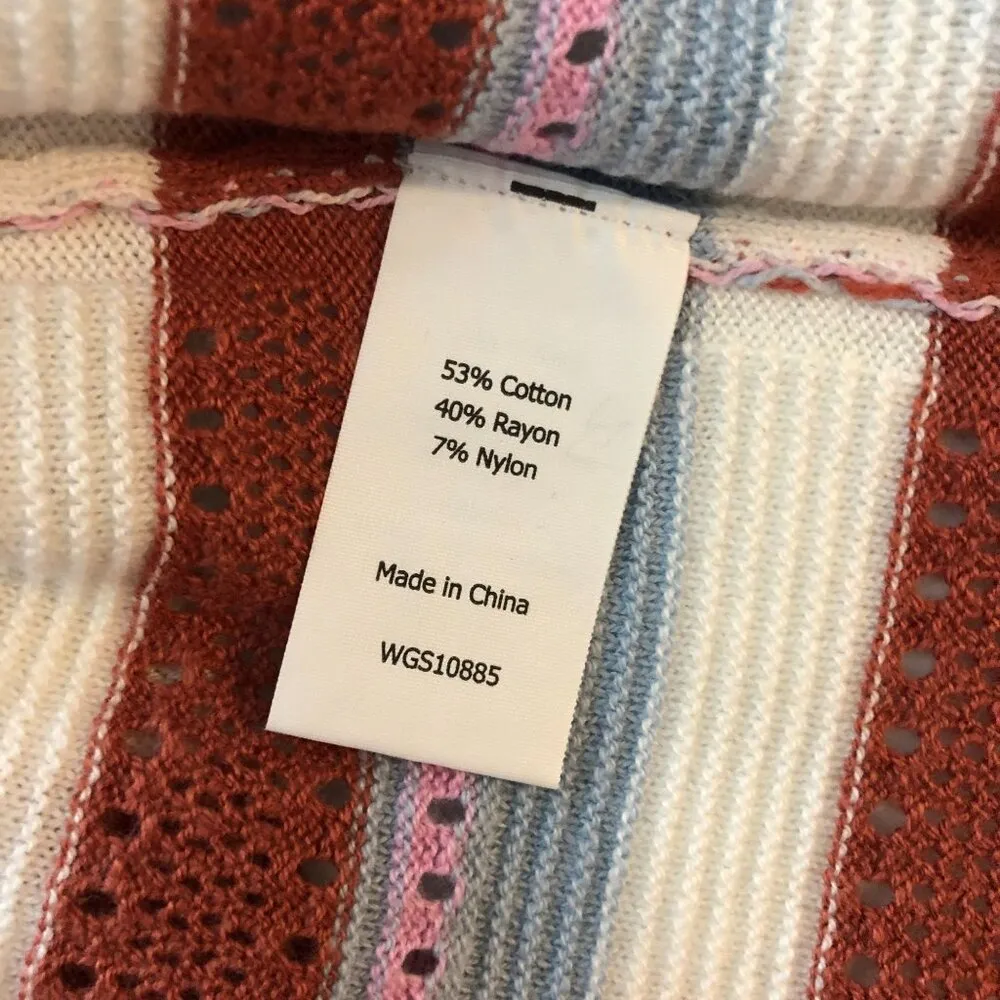 53% Cotton
40% Rayon
7% Nylon
Made in China
WGS10885